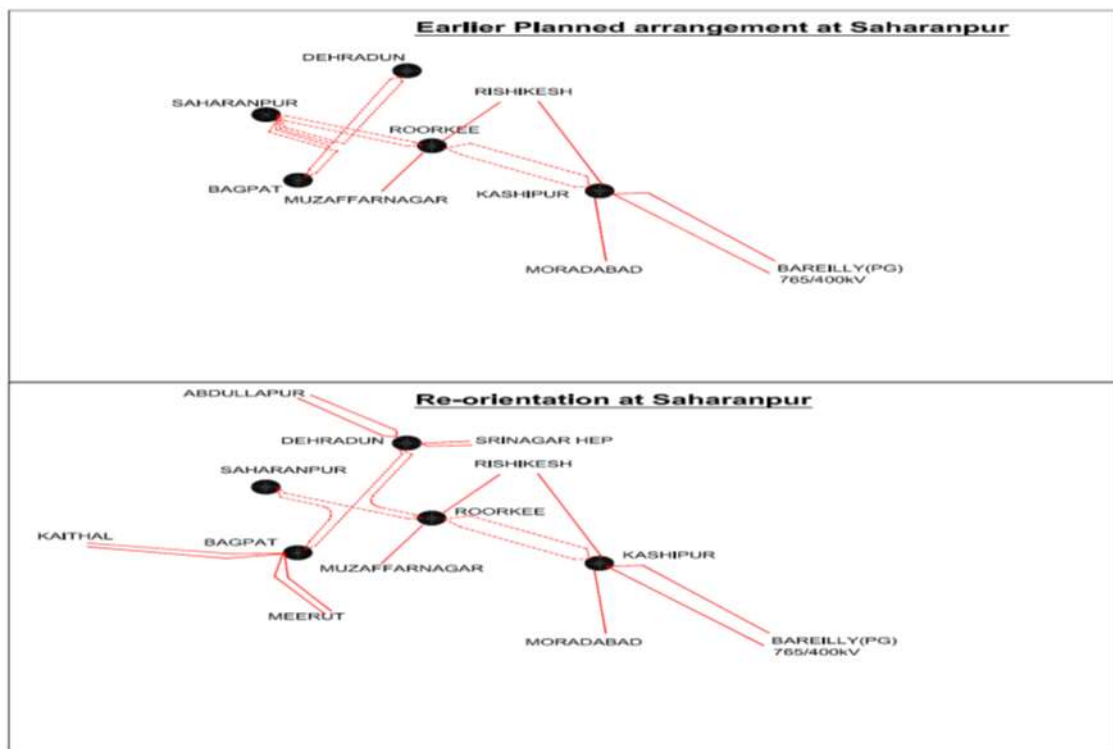 Earlier Planned arrangement at Saharanpur
DEHRADUN
RISHIKESH
SAHARANPUR
ROORKEE
BAGPAT
MUZAFFARNAGAR
KASHIPUR
MORADABAD
BAREILLY(PG)
765/400kV
Re-orientation at Saharanpur
ABDULLAPUR
DEHRADUN
SRINAGAR HEP
RISHIKESH
SAHARANPUR
ROORKEE
KAITHAL
BAGPAT
KASHIPUR
MUZAFFARNAGAR
MEERUT
MORADABAD
BAREILLY(PG)
765/400kV